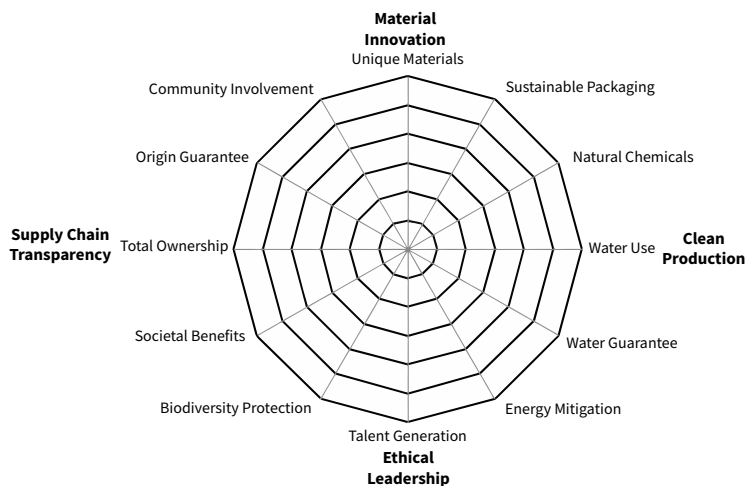 Material
Innovation
Unique Materials
Community Involvement
Sustainable Packaging
Origin Guarantee
Natural Chemicals
Supply Chain
Transparency
Total Ownership
Water Use
Clean
Production
Societal Benefits
Water Guarantee
Biodiversity Protection
Energy Mitigation
Talent Generation
Ethical
Leadership